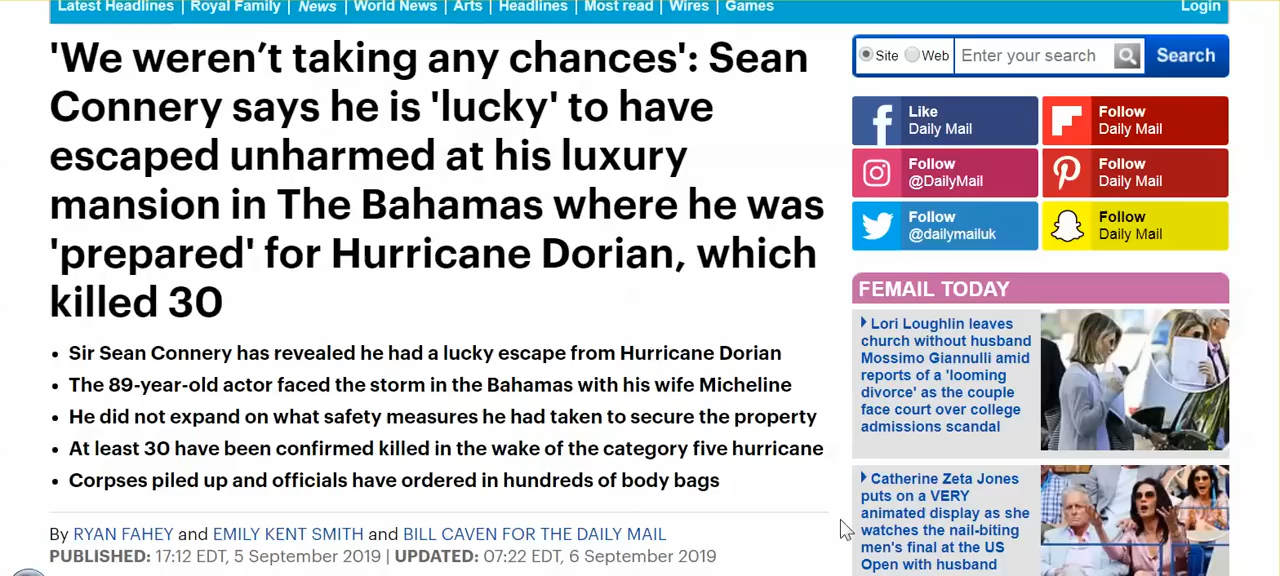 Latest Headlines | Royal Family | News | World News | Arts | Headlines | Most read | Wires | Games
Login
'We weren’t taking any chances': Sean
Connery says he is 'lucky' to have
escaped unharmed at his luxury
mansion in The Bahamas where he was
'prepared' for Hurricane Dorian, which
killed 30
• Sir Sean Connery has revealed he had a lucky escape from Hurricane Dorian
• The 89-year-old actor faced the storm in the Bahamas with his wife Micheline
• He did not expand on what safety measures he had taken to secure the property
• At least 30 have been confirmed killed in the wake of the category five hurricane
• Corpses piled up and officials have ordered in hundreds of body bags
By RYAN FAHEY and EMILY KENT SMITH and BILL CAVEN FOR THE DAILY MAIL
PUBLISHED: 17:12 EDT, 5 September 2019 | UPDATED: 07:22 EDT, 6 September 2019
Site Web Enter your search Search
Like
Daily Mail
Follow
Daily Mail
Follow
@DailyMail
Follow
Daily Mail
Follow
@dailymailuk
Follow
Daily Mail
FEMAIL TODAY
Lori Loughlin leaves
church without husband
Mossimo Giannulli amid
reports of a 'looming
divorce' as the couple
face court over college
admissions scandal
Catherine Zeta Jones
puts on a VERY
animated display as she
watches the nail-biting
men's final at the US
Open with husband